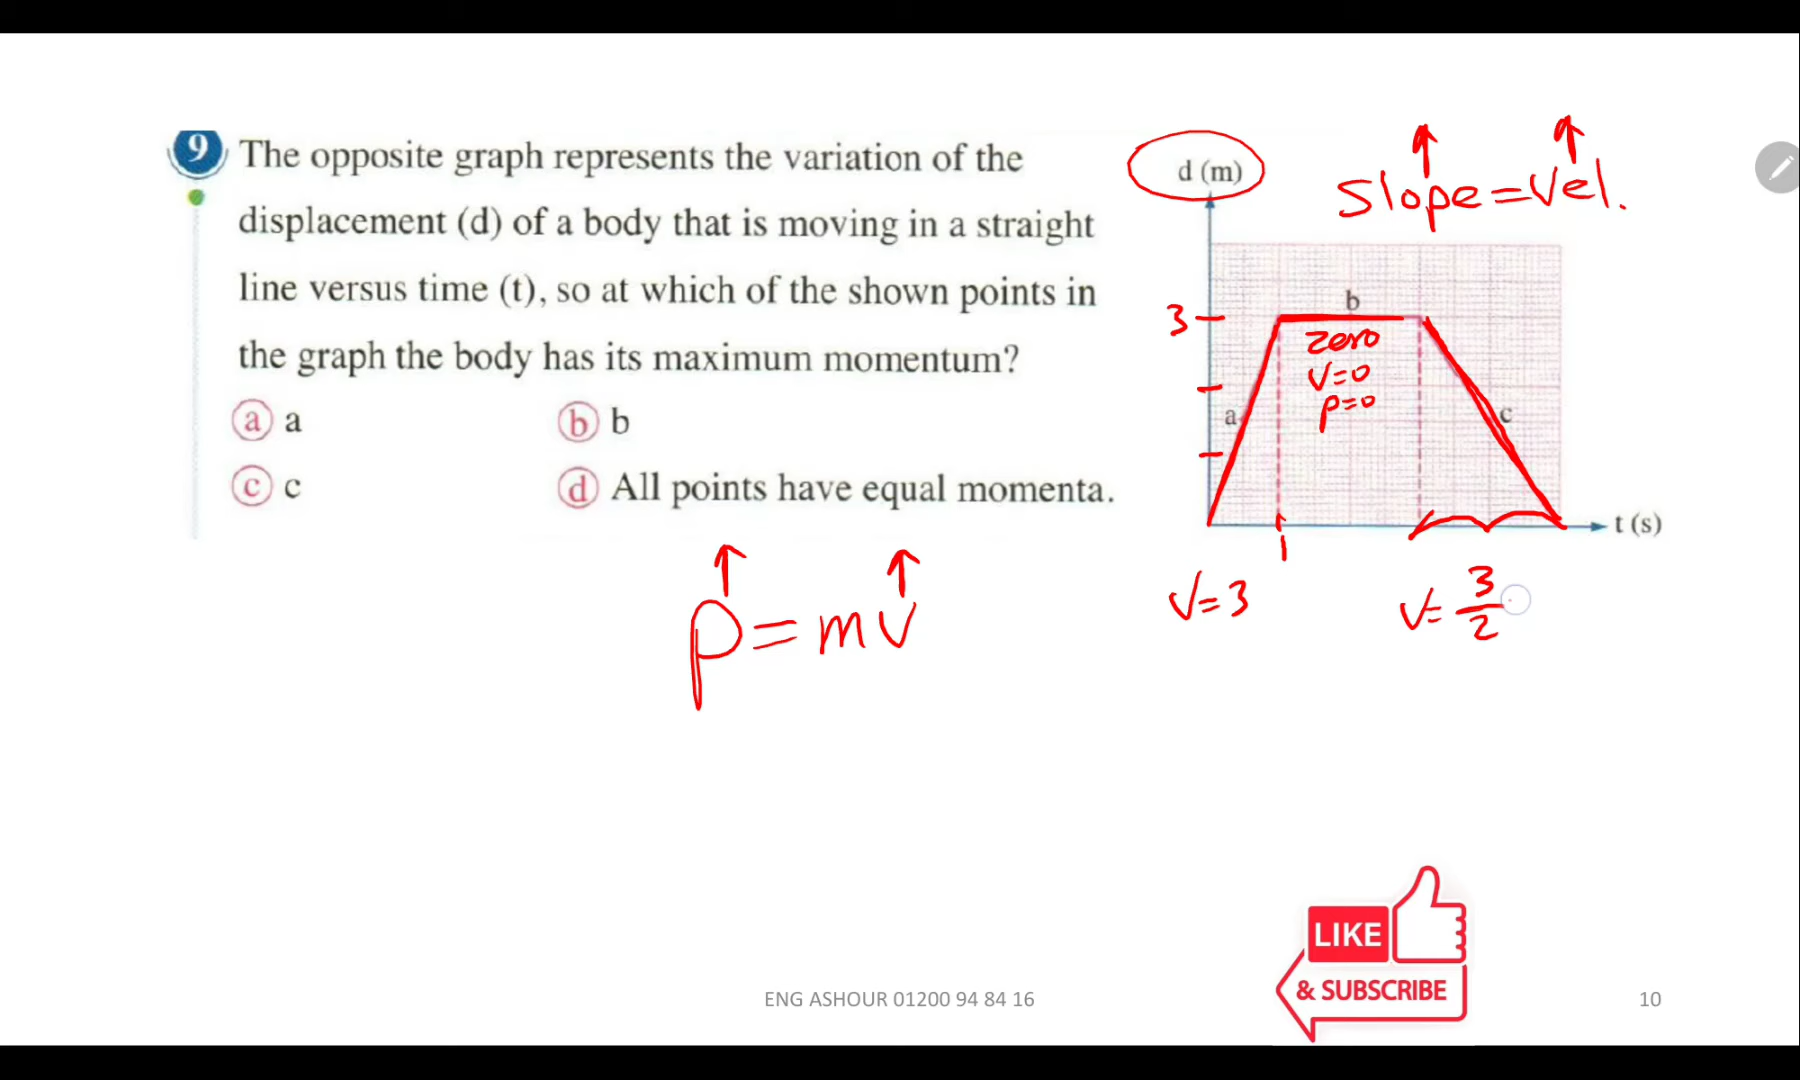 9 The opposite graph represents the variation of the
displacement (d) of a body that is moving in a straight
line versus time (t), so at which of the shown points in
the graph the body has its maximum momentum?
a a
b b
c c
d All points have equal momenta.
d (m)
Slope = Vel.
3
b
zero
V=0
P=0
a
c
t (s)
1
V=3
V= 3/2
P = mv
LIKE
& SUBSCRIBE
ENG ASHOUR 01200 94 84 16
10